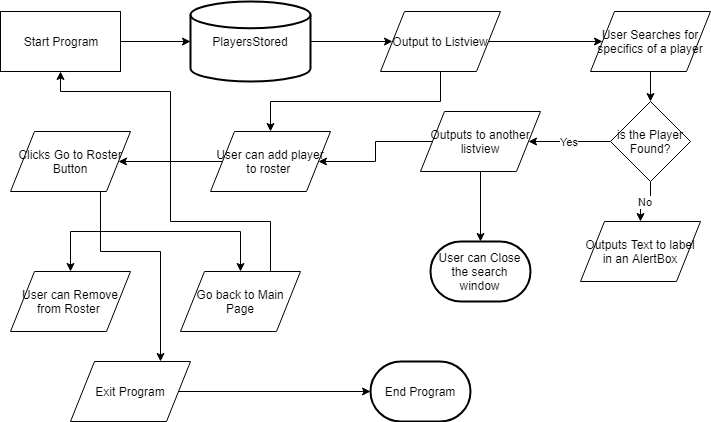 Start Program
PlayersStored
Output to Listview
User Searches for
specifics of a player
is the Player
Found?
Yes
No
Outputs to another
listview
User can add player
to roster
Clicks Go to Roster
Button
Outputs Text to label
in an AlertBox
User can Close
the search
window
User can Remove
from Roster
Go back to Main
Page
Exit Program
End Program